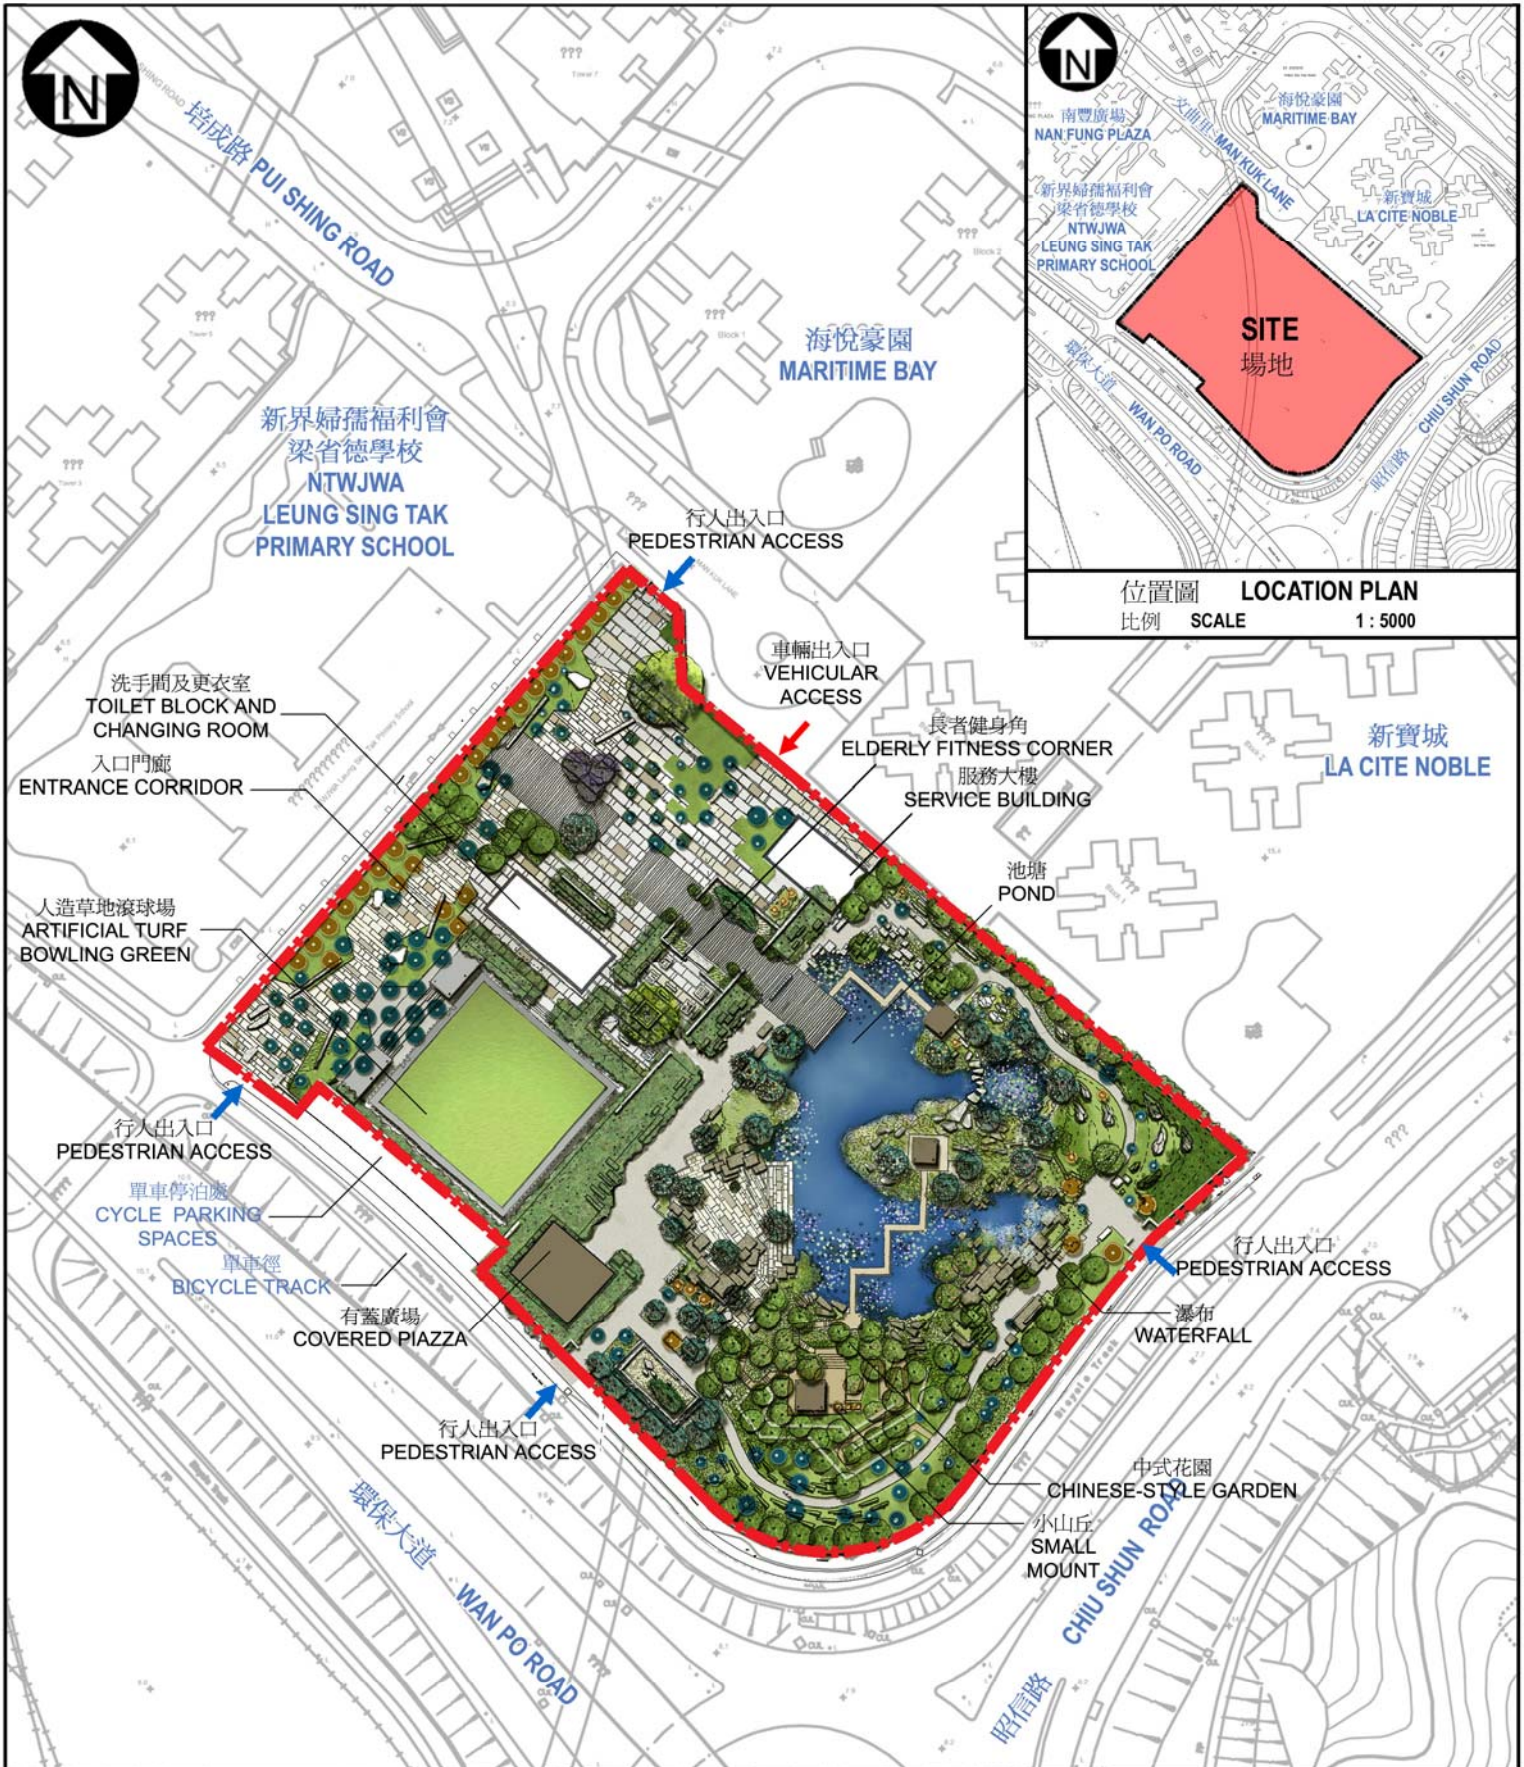 N
培成路 PUI SHING ROAD
海悅豪園
MARITIME BAY
新界婦孺福利會
梁省德學校
NTWJWA
LEUNG SING TAK
PRIMARY SCHOOL
行人出入口
PEDESTRIAN ACCESS
車輛出入口
VEHICULAR
ACCESS
洗手間及更衣室
TOILET BLOCK AND
CHANGING ROOM
入口門廊
ENTRANCE CORRIDOR
長者健身角
ELDERLY FITNESS CORNER
服務大樓
SERVICE BUILDING
新寶城
LA CITE NOBLE
池塘
POND
人造草地滾球場
ARTIFICIAL TURF
BOWLING GREEN
行人出入口
PEDESTRIAN ACCESS
單車停泊處
CYCLE PARKING
SPACES
單車徑
BICYCLE TRACK
有蓋廣場
COVERED PIAZZA
行人出入口
PEDESTRIAN ACCESS
行人出入口
PEDESTRIAN ACCESS
瀑布
WATERFALL
中式花園
CHINESE-STYLE GARDEN
小山丘
SMALL
MOUNT
環保大道 WAN PO ROAD
昭信路 CHIU SHUN ROAD
Block 1
Block 2
Tower 7
N
南豐廣場
NAN FUNG PLAZA
文曲里 MAN KUK LANE
海悅豪園
MARITIME BAY
新界婦孺福利會
梁省德學校
NTWJWA
LEUNG SING TAK
PRIMARY SCHOOL
新寶城
LA CITE NOBLE
SITE
場地
環保大道 WAN PO ROAD
昭信路 CHIU SHUN ROAD
位置圖 LOCATION PLAN
比例 SCALE 1 : 5000